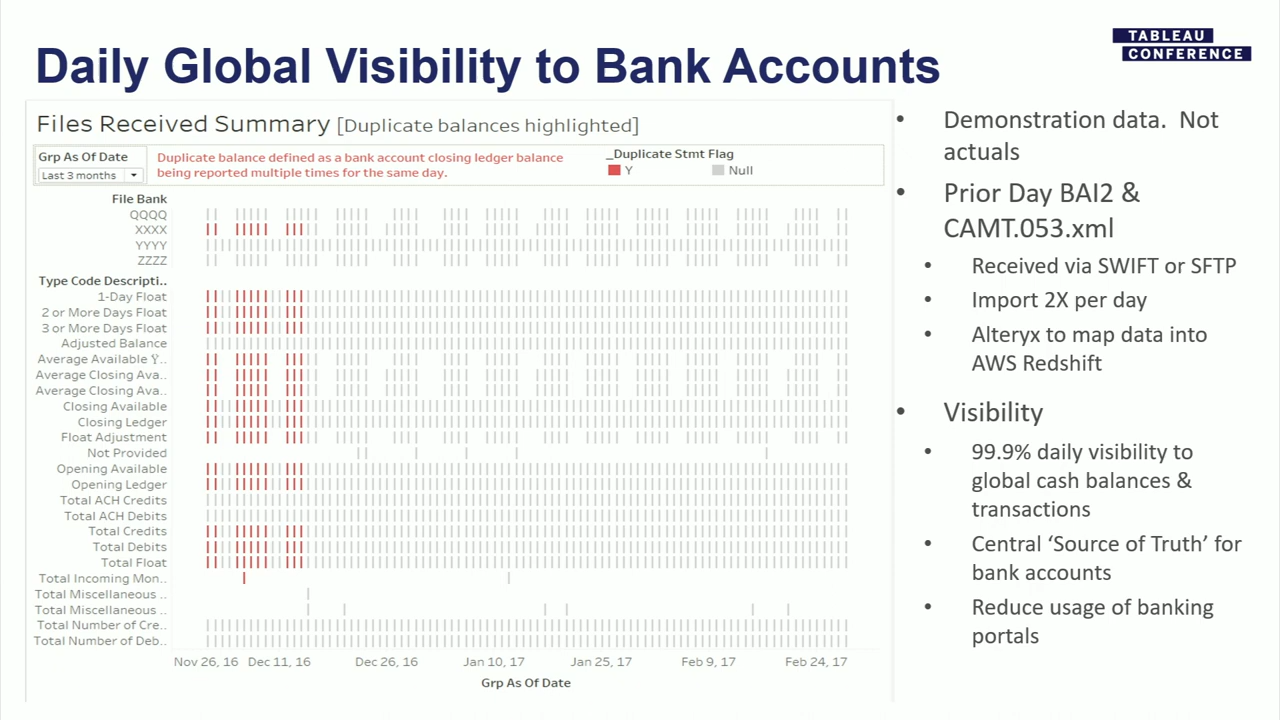 TABLEAU
CONFERENCE
Daily Global Visibility to Bank Accounts
Files Received Summary [Duplicate balances highlighted]
Grp As Of Date
Last 3 months
Duplicate balance defined as a bank account closing ledger balance
being reported multiple times for the same day.
_Duplicate Stmt Flag
Y
Null
File Bank
QQQQ
XXXX
YYYY
ZZZZ
Type Code Descripti..
1-Day Float
2 or More Days Float
3 or More Days Float
Adjusted Balance
Average Available Y..
Average Closing Ava..
Average Closing Ava..
Closing Available
Closing Ledger
Float Adjustment
Not Provided
Opening Available
Opening Ledger
Total ACH Credits
Total ACH Debits
Total Credits
Total Debits
Total Float
Total Incoming Mon..
Total Miscellaneous ..
Total Miscellaneous ..
Total Number of Cre..
Total Number of Deb..
Nov 26, 16
Dec 11, 16
Dec 26, 16
Jan 10, 17
Jan 25, 17
Feb 9, 17
Feb 24, 17
Grp As Of Date
• Demonstration data. Not
actuals
• Prior Day BAI2 &
CAMT.053.xml
• Received via SWIFT or SFTP
• Import 2X per day
• Alteryx to map data into
AWS Redshift
• Visibility
• 99.9% daily visibility to
global cash balances &
transactions
• Central ‘Source of Truth’ for
bank accounts
• Reduce usage of banking
portals